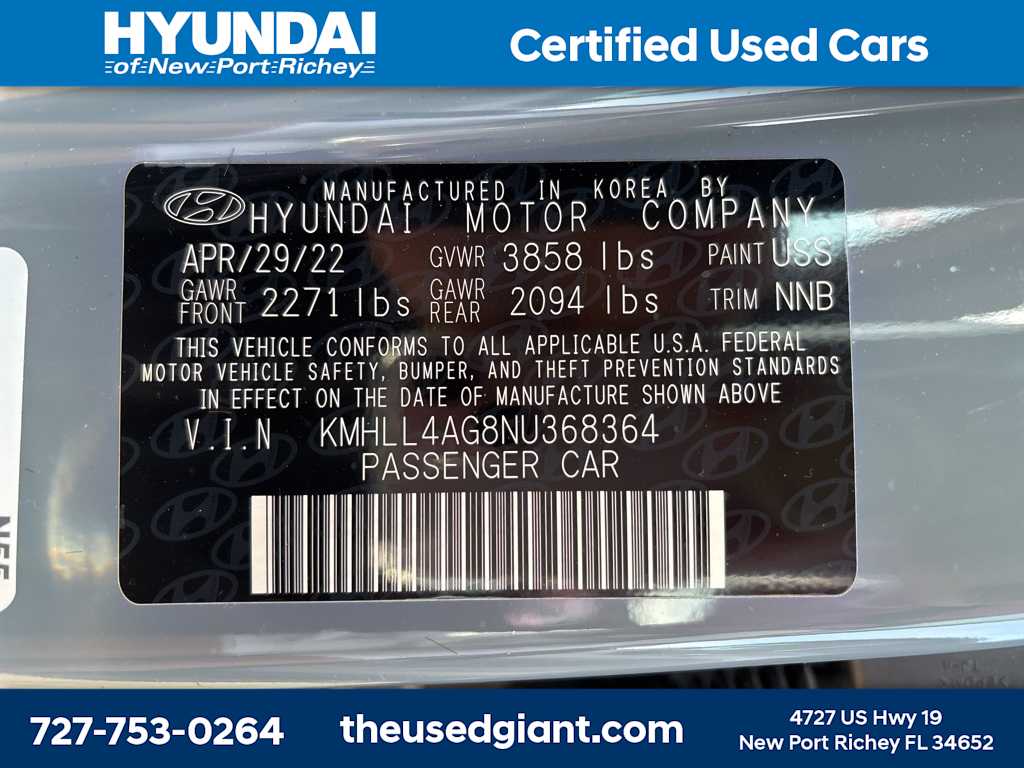 HYUNDAI
of New Port Richey
Certified Used Cars
MANUFACTURED IN KOREA BY
HYUNDAI MOTOR COMPANY
APR/29/22 GVWR 3858 lbs PAINT USS
GAWR FRONT 2271 lbs GAWR REAR 2094 lbs TRIM NNB
THIS VEHICLE CONFORMS TO ALL APPLICABLE U.S.A. FEDERAL
MOTOR VEHICLE SAFETY, BUMPER, AND THEFT PREVENTION STANDARDS
IN EFFECT ON THE DATE OF MANUFACTURE SHOWN ABOVE
V.I.N KMHLL4AG8NU368364
PASSENGER CAR
727-753-0264
theusedgiant.com
4727 US Hwy 19
New Port Richey FL 34652